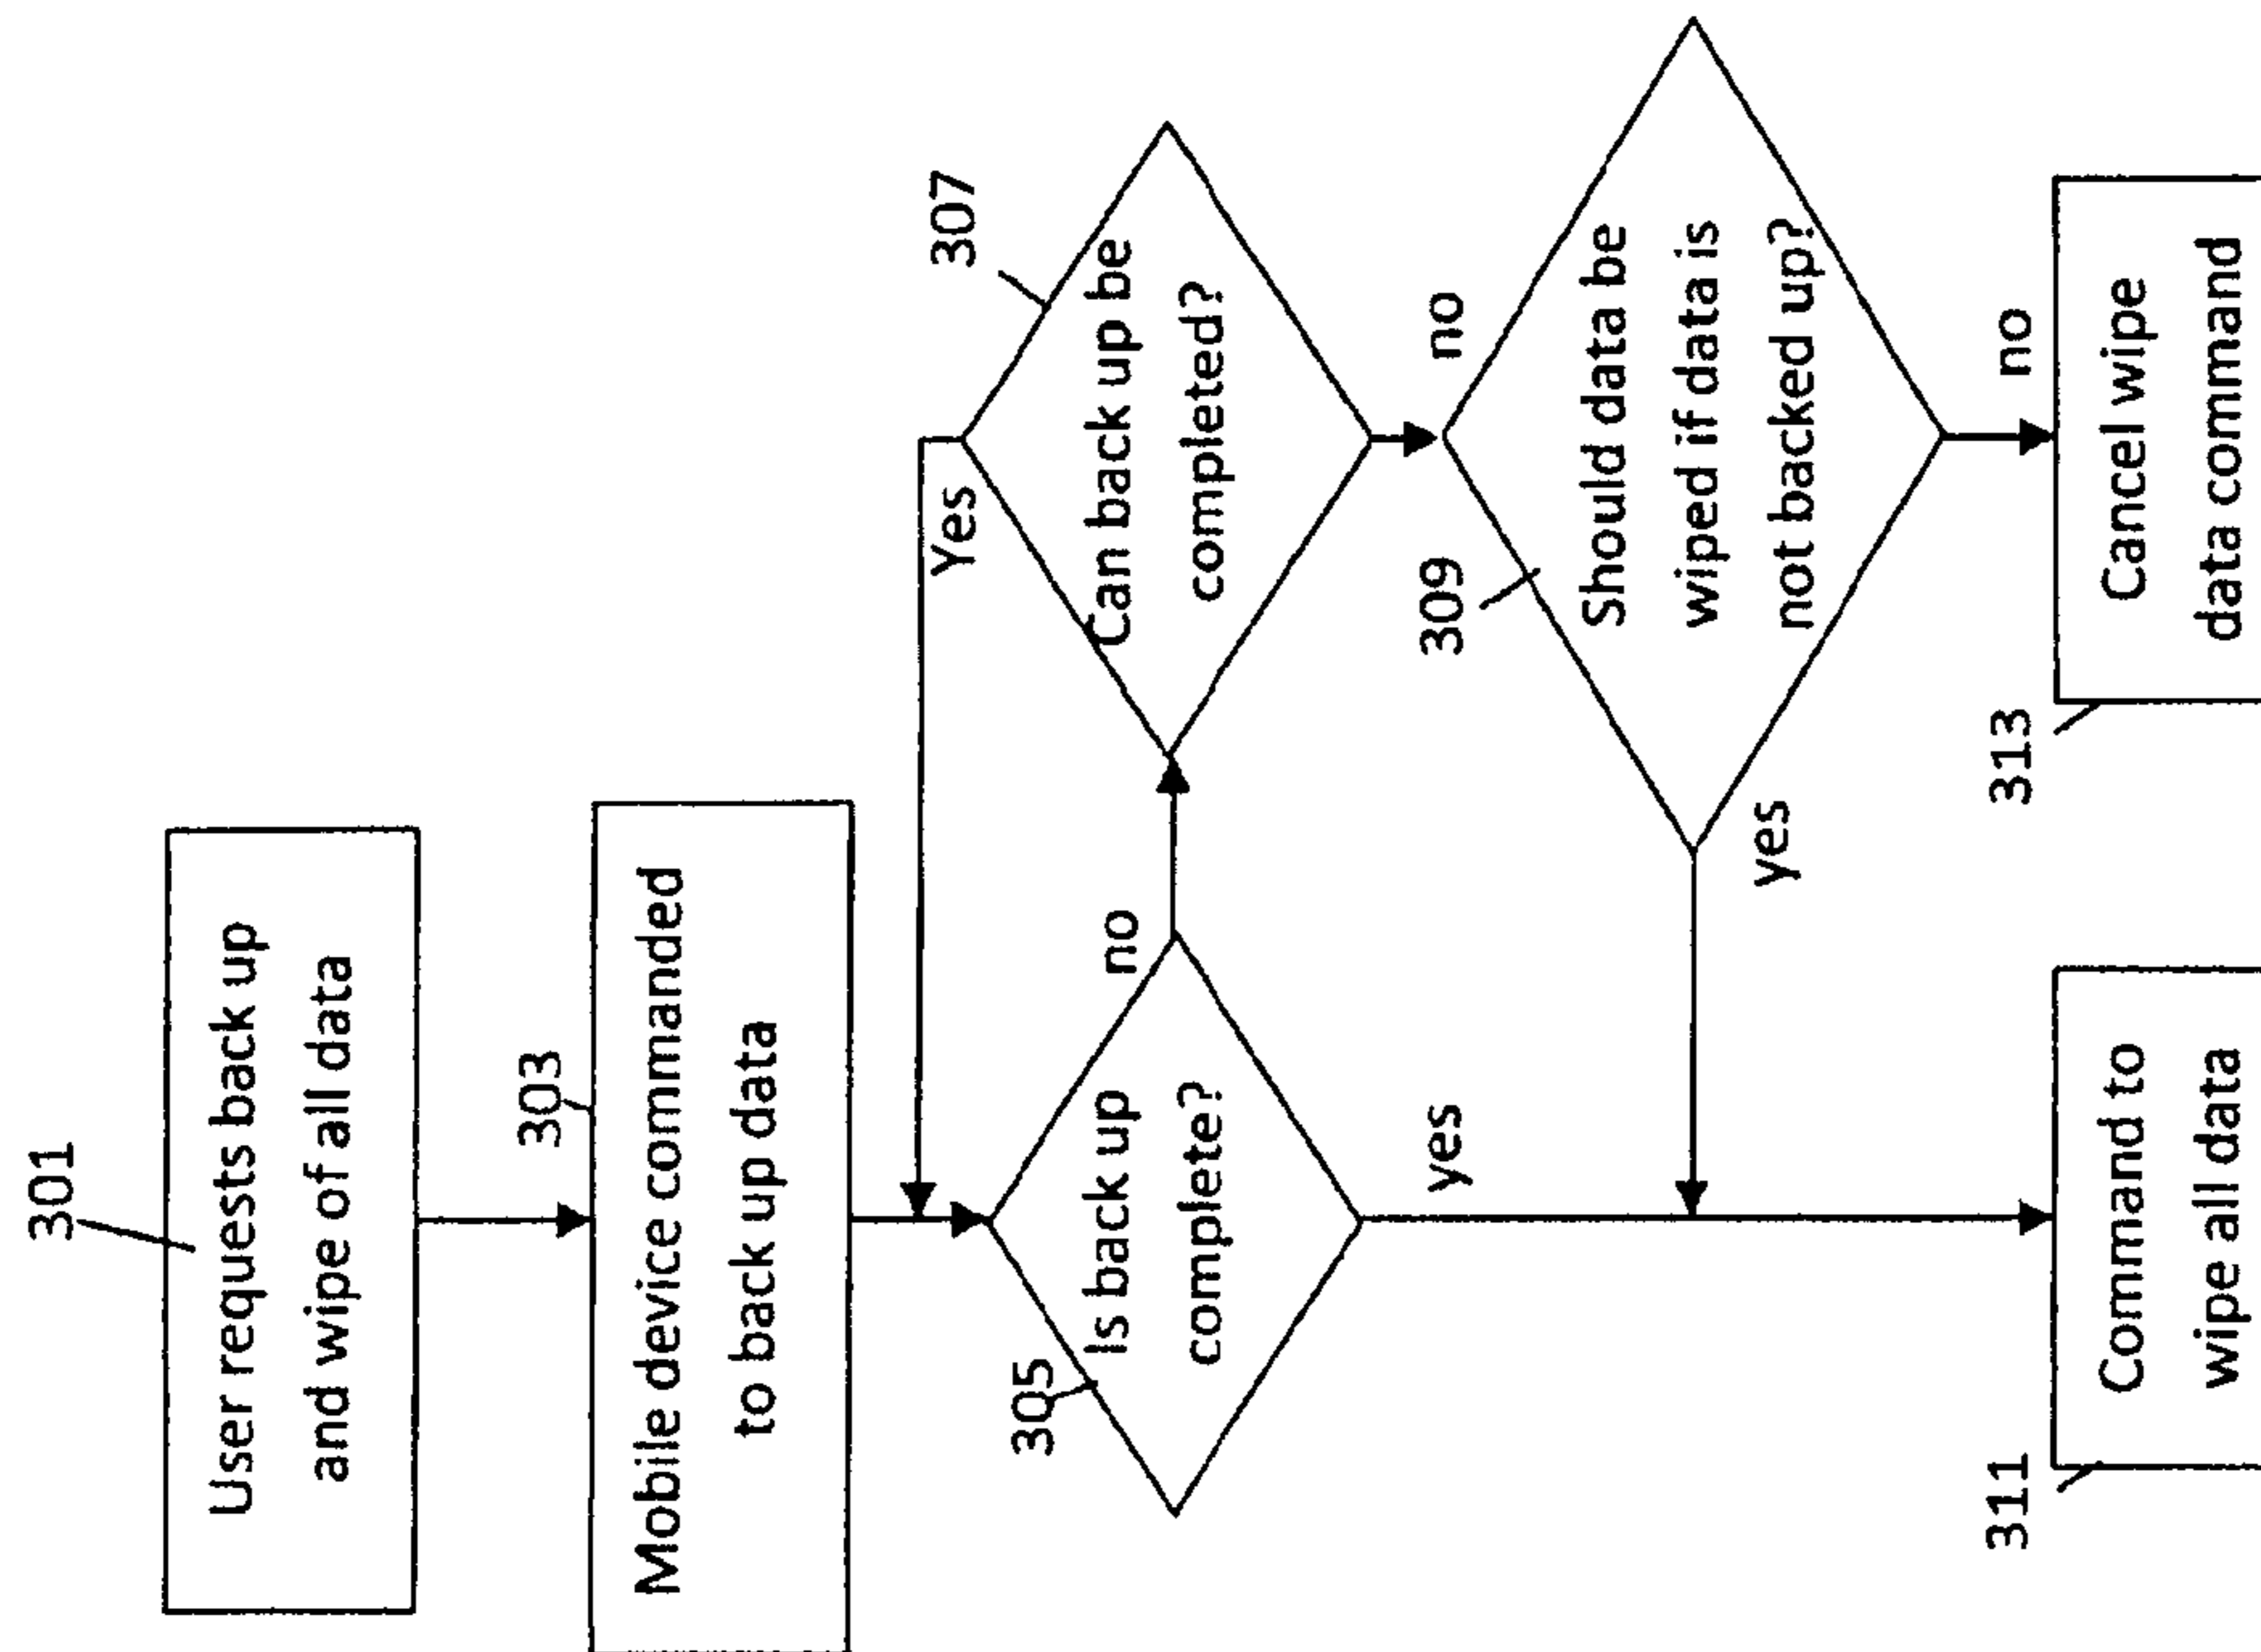 301
User requests back up
and wipe of all data
303
Mobile device commanded
to back up data
305
Is back up
complete?
no
yes
307
Yes
Can back up be
completed?
no
309
Should data be
wiped if data is
not backed up?
yes
no
311
Command to
wipe all data
313
Cancel wipe
data command